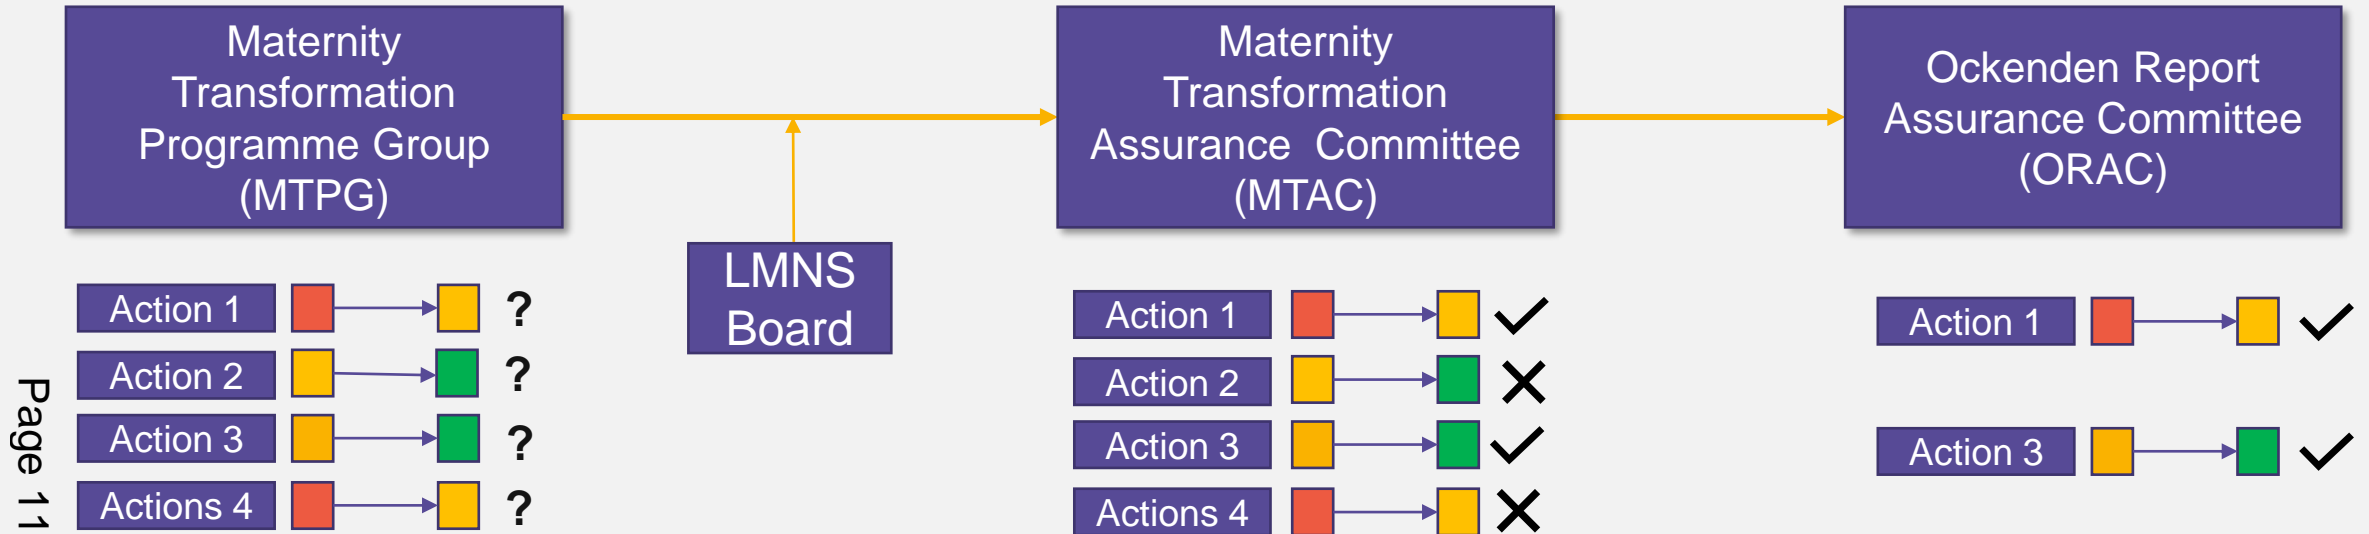 Maternity
Transformation
Programme Group
(MTPG)
Maternity
Transformation
Assurance Committee
(MTAC)
Ockenden Report
Assurance Committee
(ORAC)
LMNS
Board
Action 1
?
Action 2
?
Action 3
?
Actions 4
?
Action 1
Action 2
Action 3
Actions 4
Action 1
Action 3
Page 11